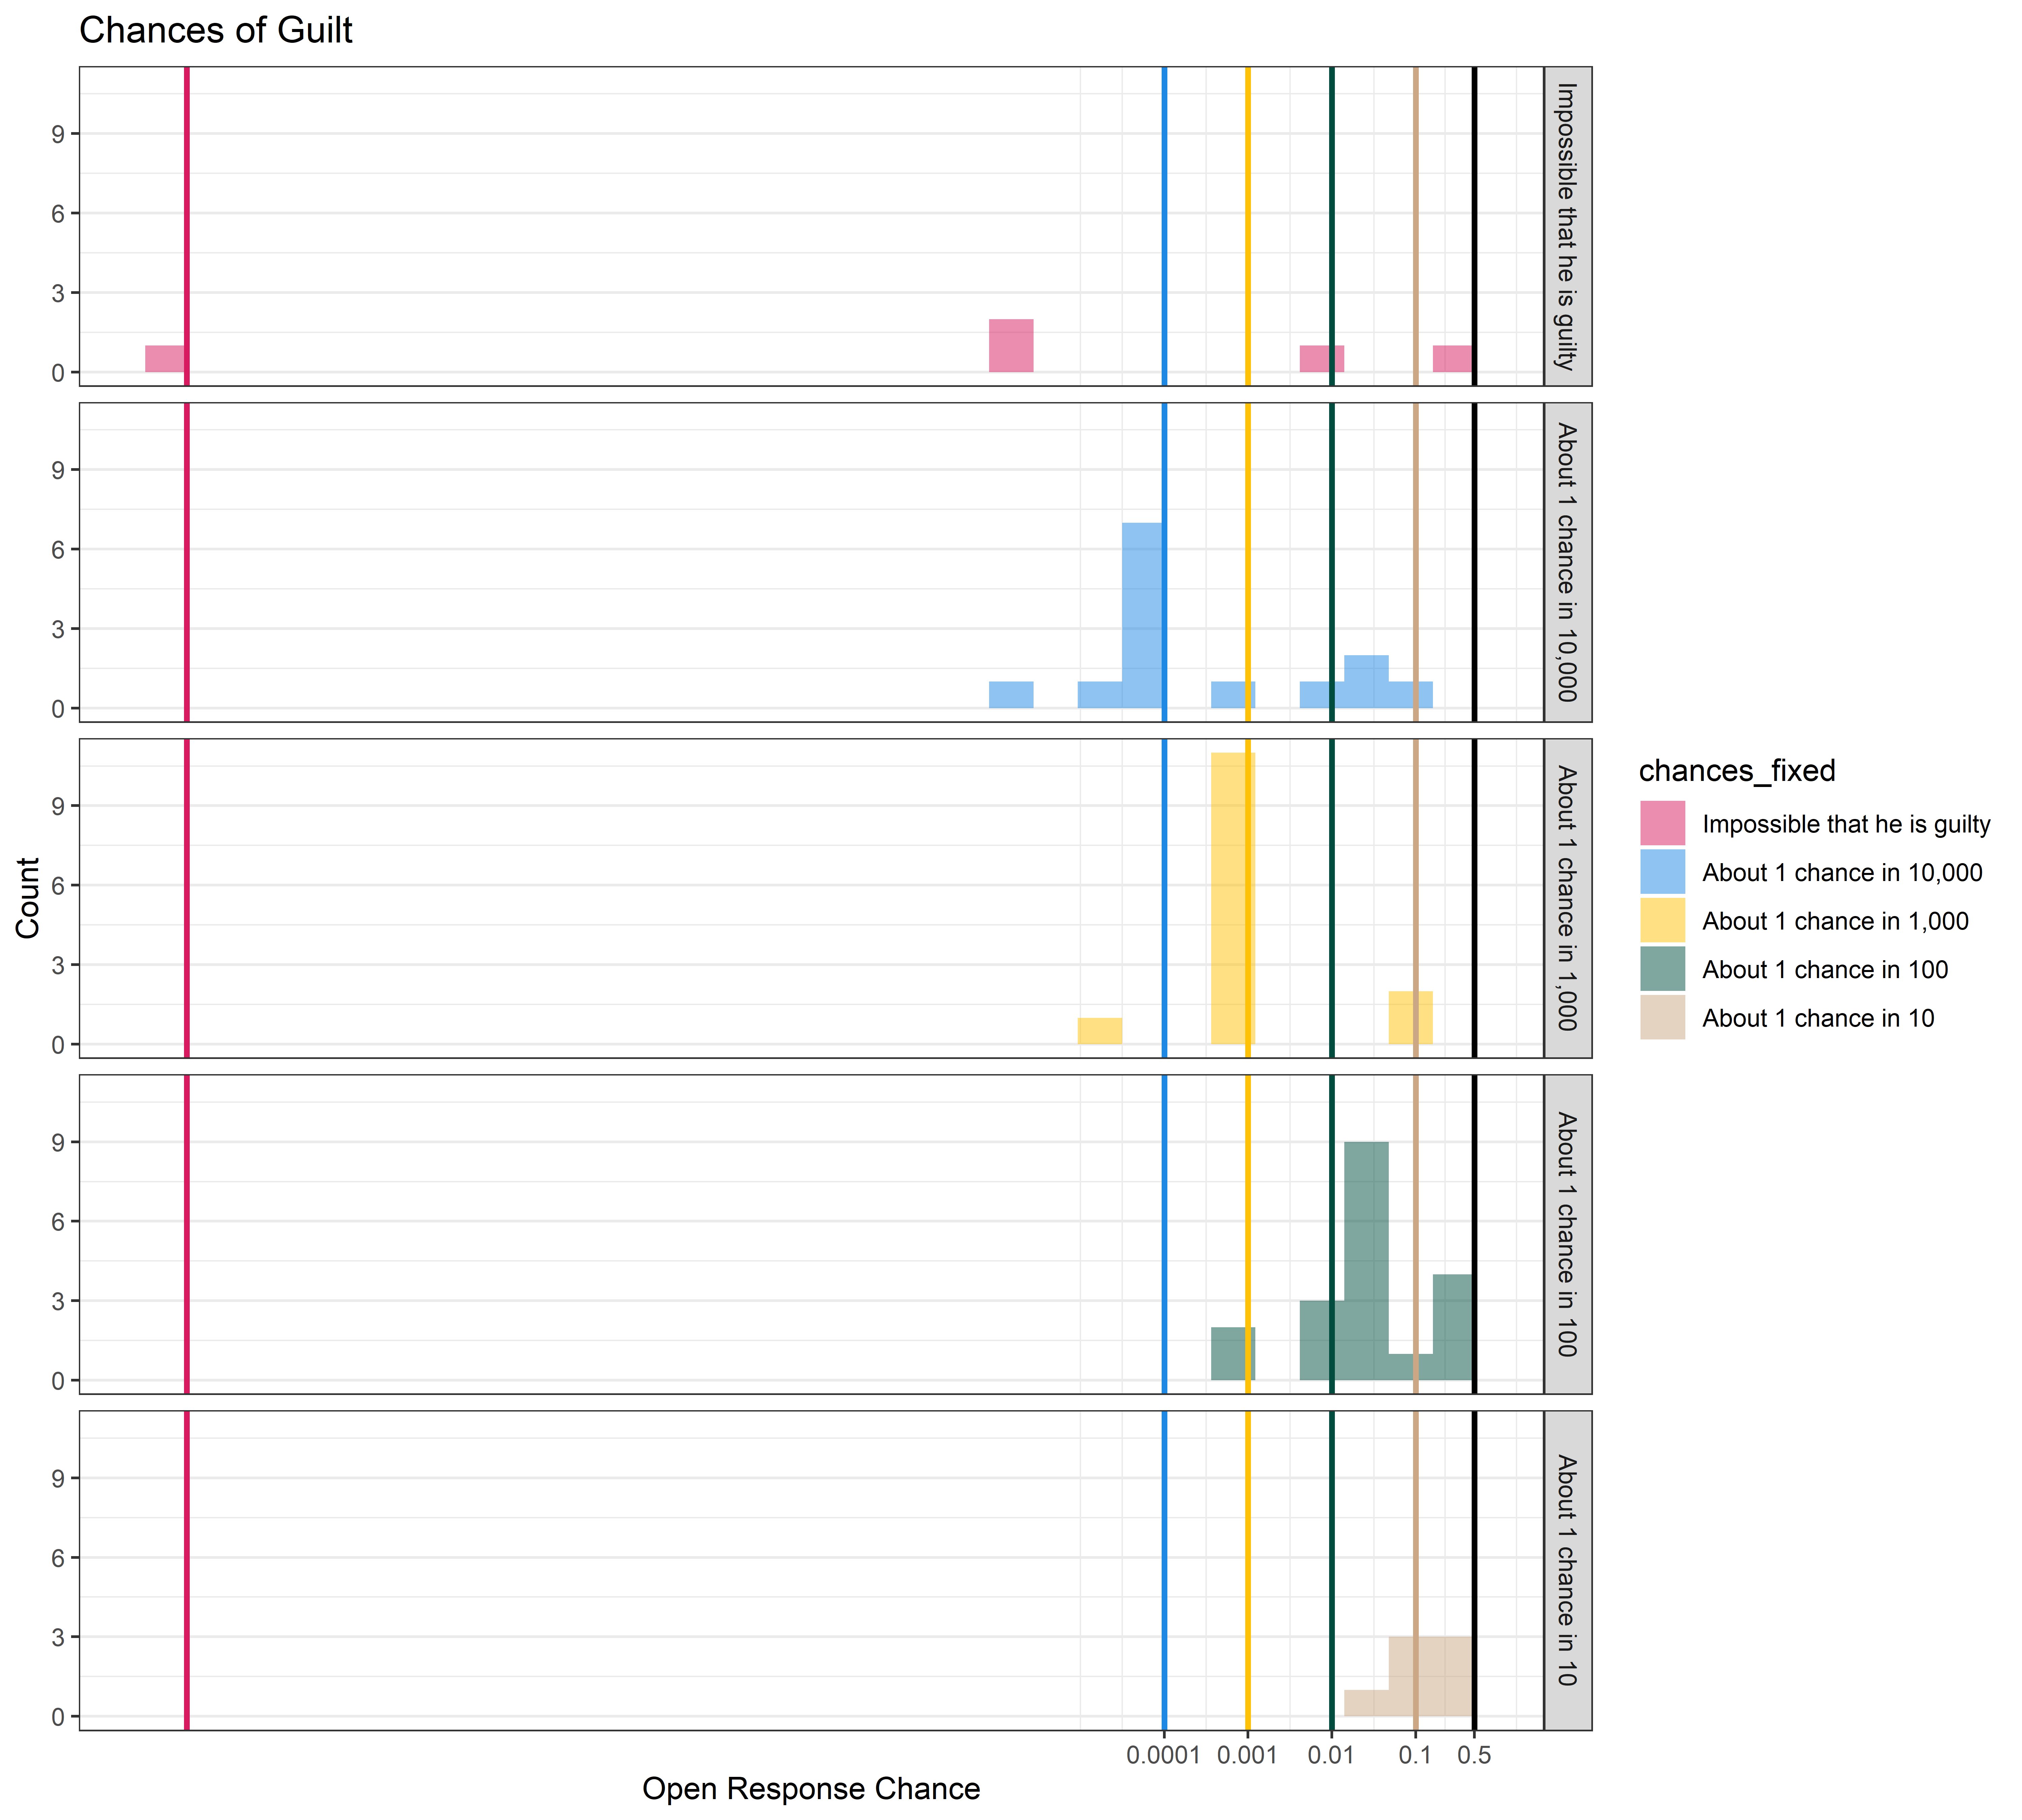 Chances of Guilt
Count
9
6
3
0
Impossible that he is guilty
9
6
3
0
About 1 chance in 10,000
9
6
3
0
About 1 chance in 1,000
9
6
3
0
About 1 chance in 100
9
6
3
0
About 1 chance in 10
0.0001 0.001 0.01 0.1 0.5
Open Response Chance
chances_fixed
Impossible that he is guilty
About 1 chance in 10,000
About 1 chance in 1,000
About 1 chance in 100
About 1 chance in 10